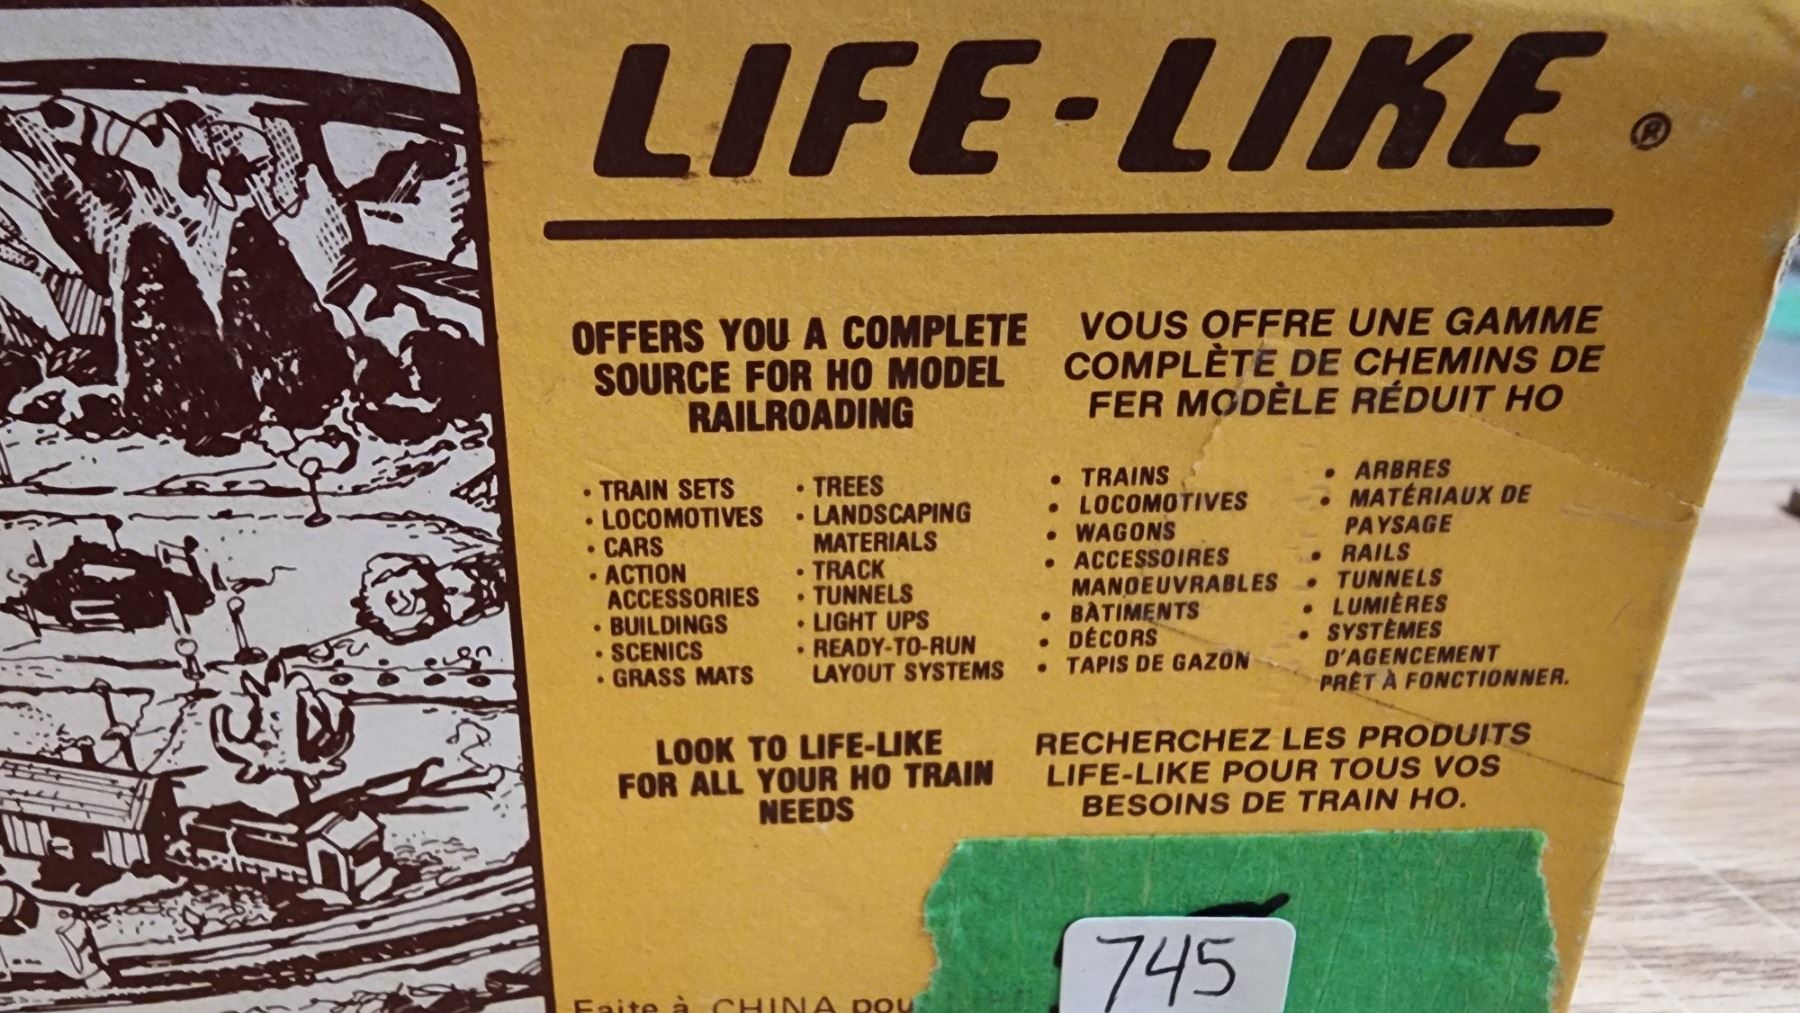 LIFE-LIKE ®
OFFERS YOU A COMPLETE
SOURCE FOR HO MODEL
RAILROADING
• TRAIN SETS
• LOCOMOTIVES
• CARS
• ACTION
ACCESSORIES
• BUILDINGS
• SCENICS
• GRASS MATS
• TREES
• LANDSCAPING
MATERIALS
• TRACK
• TUNNELS
• LIGHT UPS
• READY-TO-RUN
LAYOUT SYSTEMS
LOOK TO LIFE-LIKE
FOR ALL YOUR HO TRAIN
NEEDS
VOUS OFFRE UNE GAMME
COMPLÈTE DE CHEMINS DE
FER MODÈLE RÉDUIT HO
• TRAINS
• LOCOMOTIVES
• WAGONS
• ACCESSOIRES
MANOEUVRABLES
• BÂTIMENTS
• DÉCORS
• TAPIS DE GAZON
• ARBRES
• MATÉRIAUX DE
PAYSAGE
• RAILS
• TUNNELS
• LUMIÈRES
• SYSTÈMES
D'AGENCEMENT
PRÊT À FONCTIONNER.
RECHERCHEZ LES PRODUITS
LIFE-LIKE POUR TOUS VOS
BESOINS DE TRAIN HO.
745
Faite à CHINA pou